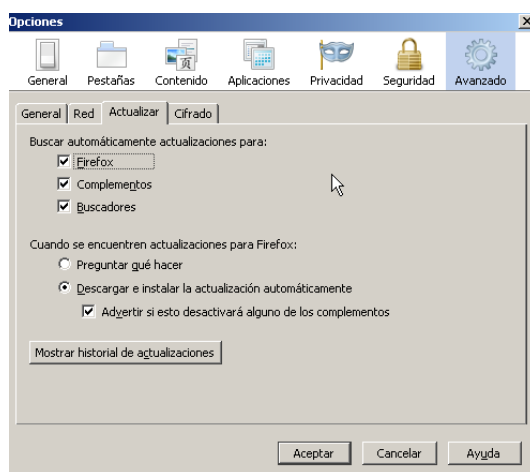 Opciones
General Pestañas Contenido Aplicaciones Privacidad Seguridad Avanzado
General Red Actualizar Cifrado
Buscar automáticamente actualizaciones para:
Firefox
Complementos
Buscadores
Cuando se encuentren actualizaciones para Firefox:
Preguntar qué hacer
Descargar e instalar la actualización automáticamente
Advertir si esto desactivará alguno de los complementos
Mostrar historial de actualizaciones
Aceptar Cancelar Ayuda